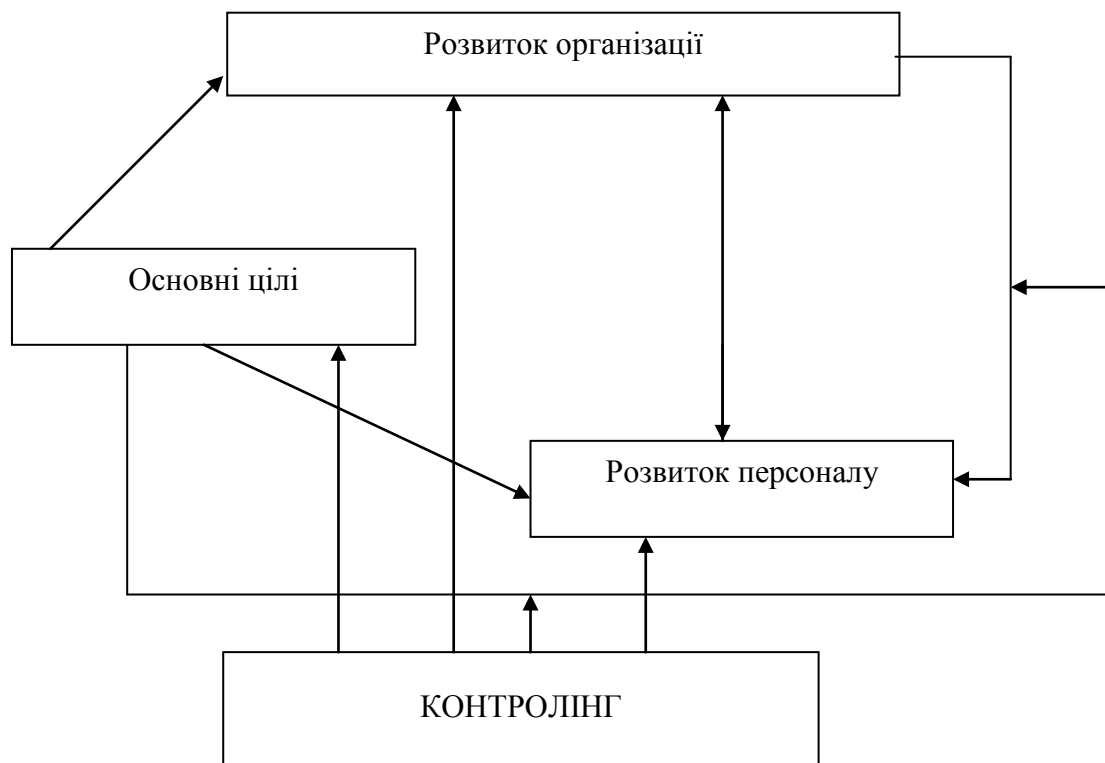 Розвиток організації
Основні цілі
Розвиток персоналу
КОНТРОЛІНГ